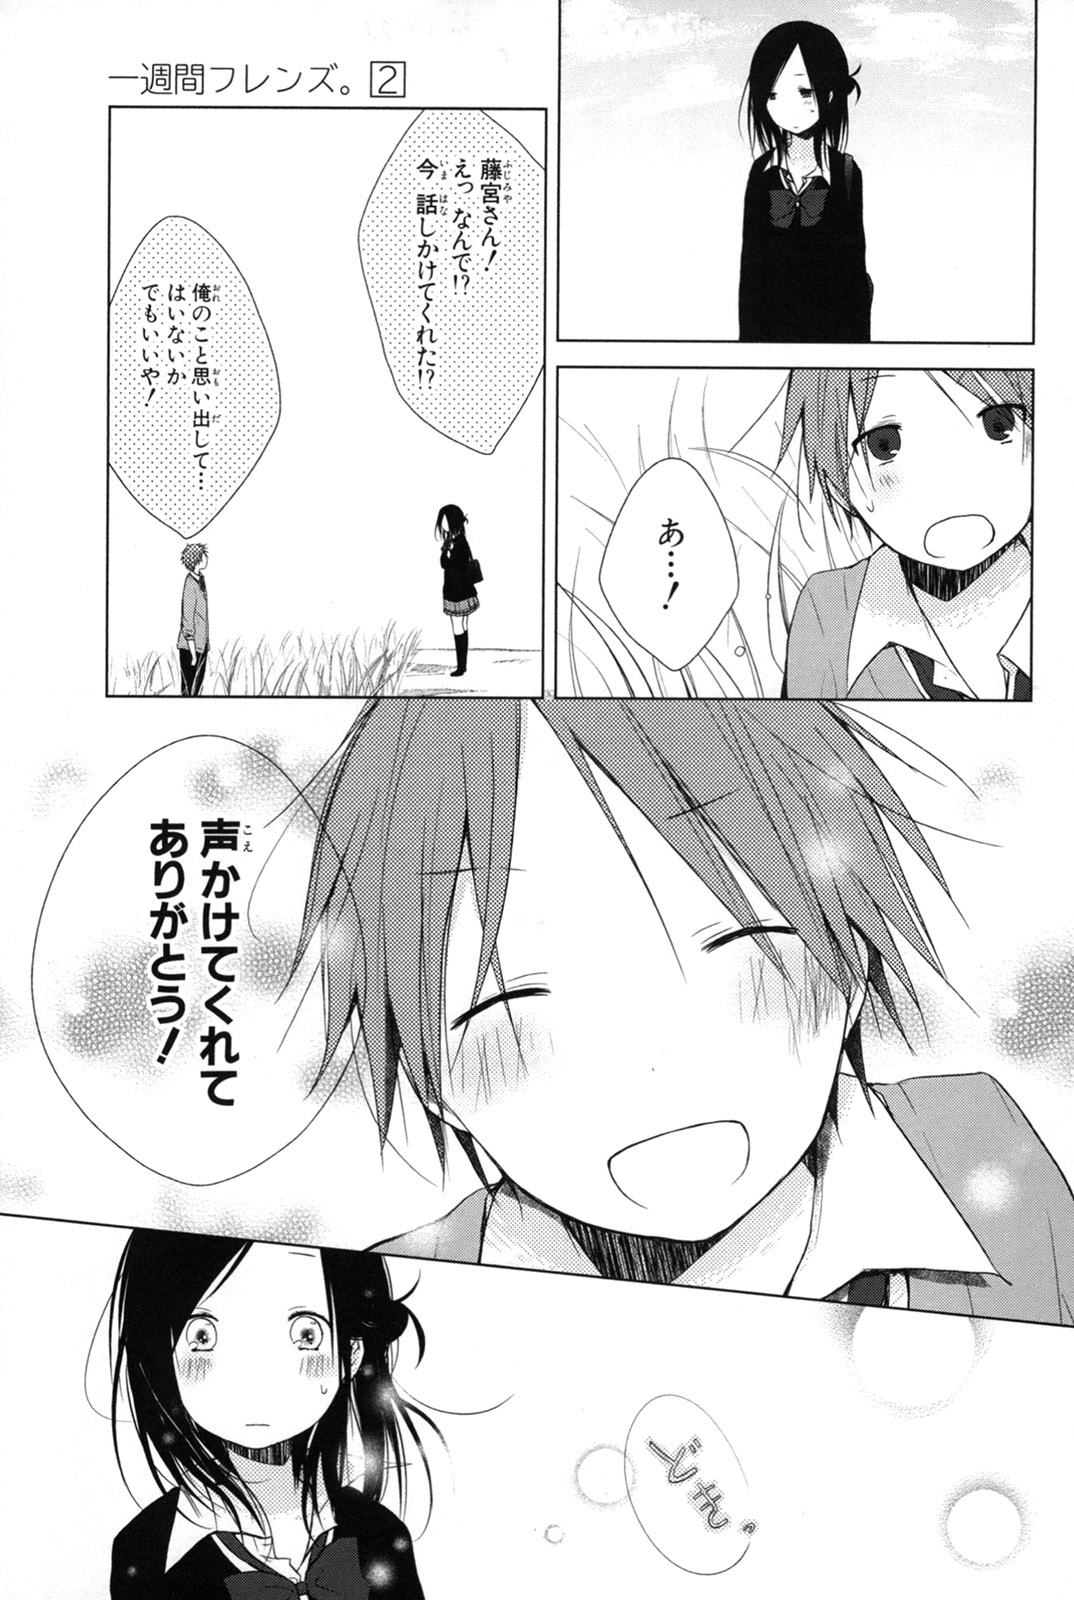 一週間フレンズ。2
あ…！
藤宮さん！
えっ なんで!?
今 話しかけてくれた!?
俺のこと思い出して…
はいないか
でもいいや！
声かけてくれて
ありがとう！
どき。